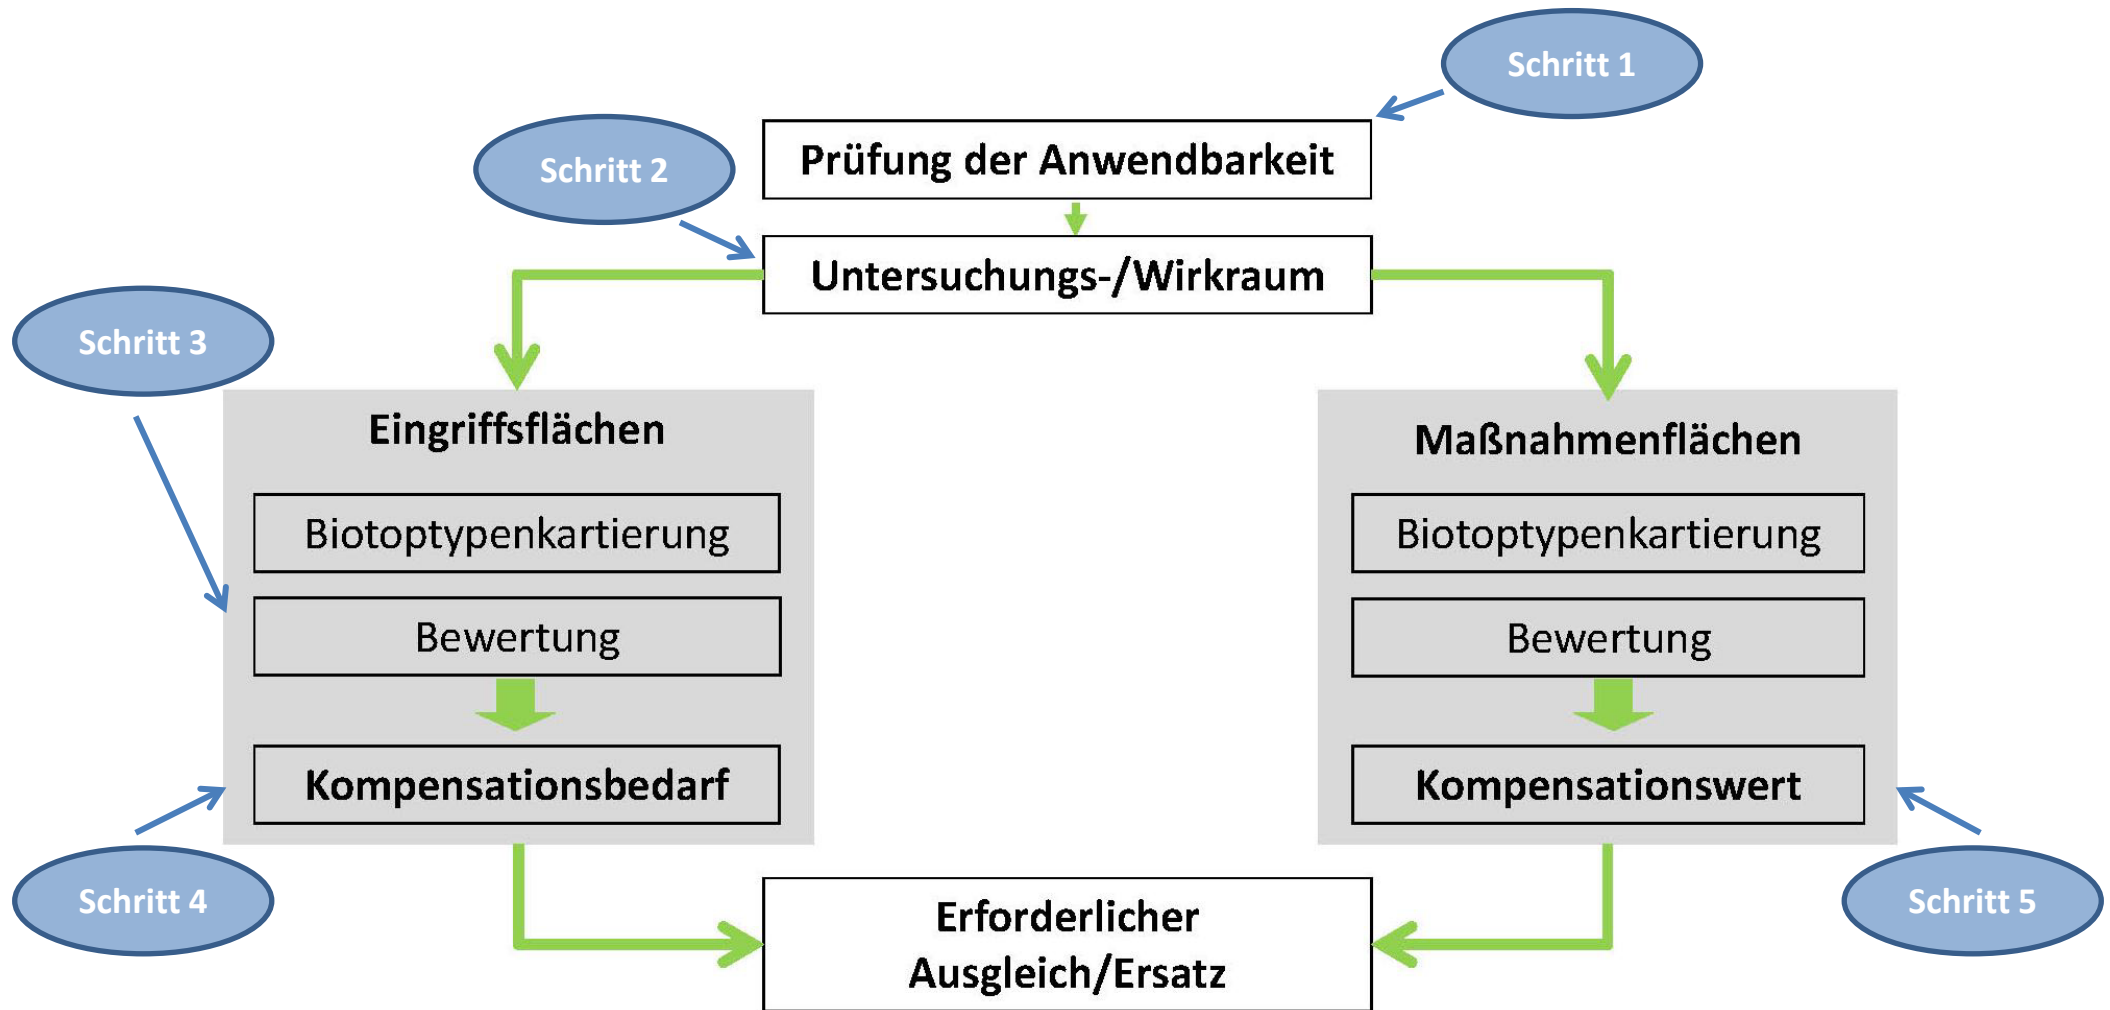 Schritt 1
Prüfung der Anwendbarkeit
Schritt 2
Untersuchungs-/Wirkraum
Schritt 3
Eingriffsflächen
Biotoptypenkartierung
Bewertung
Kompensationsbedarf
Schritt 4
Maßnahmenflächen
Biotoptypenkartierung
Bewertung
Kompensationswert
Schritt 5
Erforderlicher
Ausgleich/Ersatz